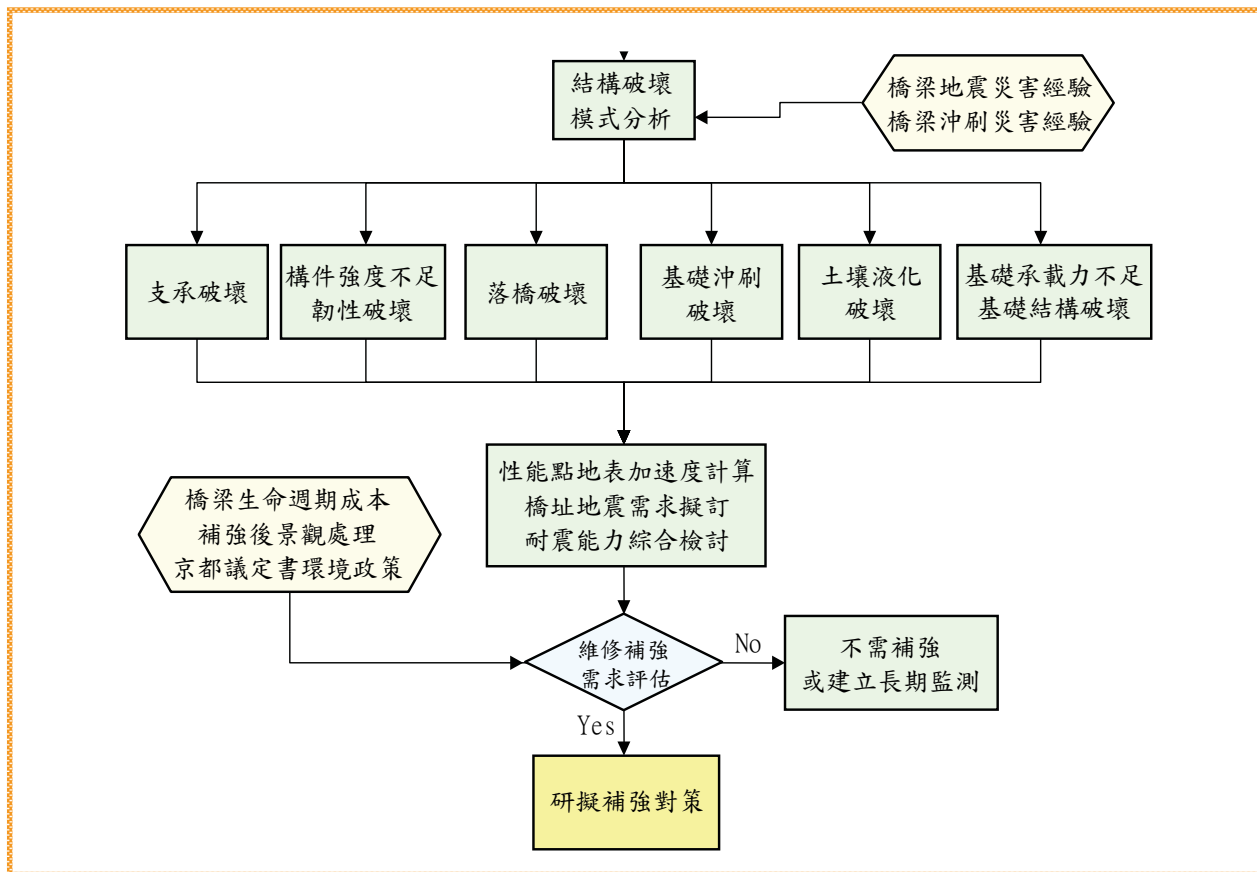 結構破壞
模式分析
橋梁地震災害經驗
橋梁沖刷災害經驗
支承破壞
構件強度不足
韌性破壞
落橋破壞
基礎沖刷
破壞
土壤液化
破壞
基礎承載力不足
基礎結構破壞
性能點地表加速度計算
橋址地震需求擬訂
耐震能力綜合檢討
橋梁生命週期成本
補強後景觀處理
京都議定書環境政策
維修補強
需求評估
No
不需補強
或建立長期監測
Yes
研擬補強對策